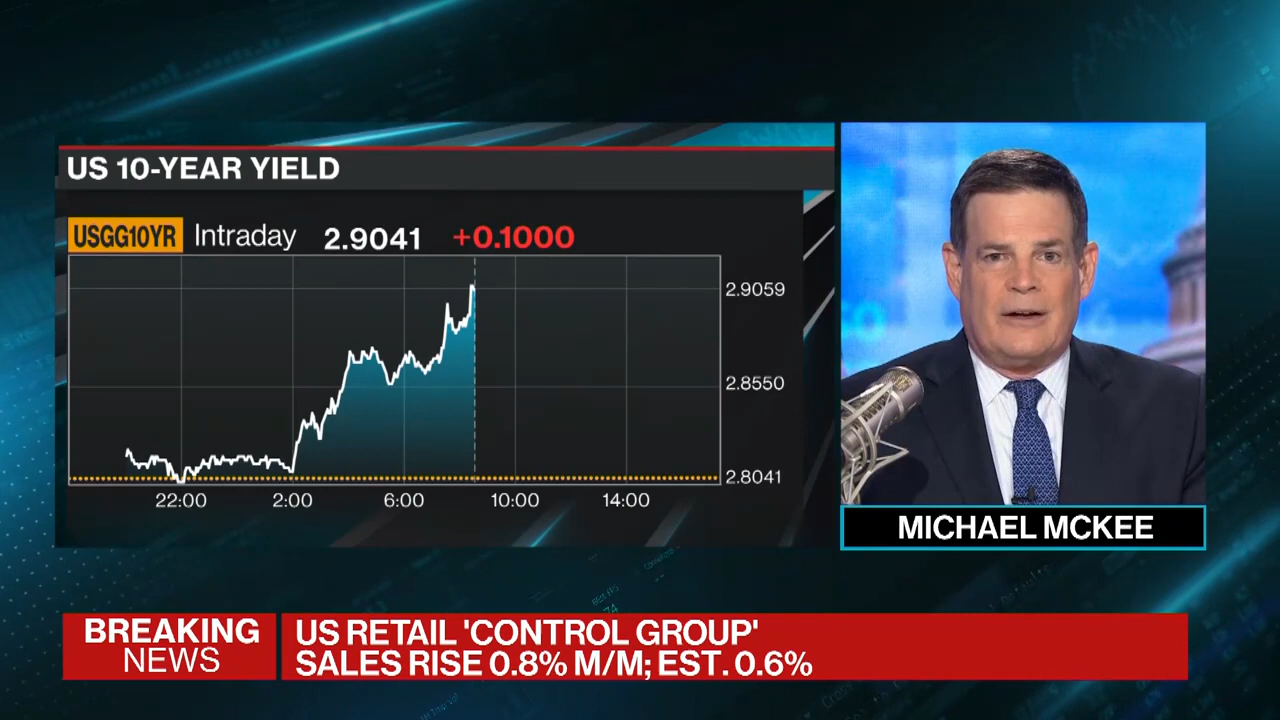 US 10-YEAR YIELD
USGG10YR Intraday 2.9041 +0.1000
2.9059
2.8550
2.8041
22:00 2:00 6:00 10:00 14:00
MICHAEL MCKEE
BREAKING
NEWS
US RETAIL 'CONTROL GROUP'
SALES RISE 0.8% M/M; EST. 0.6%